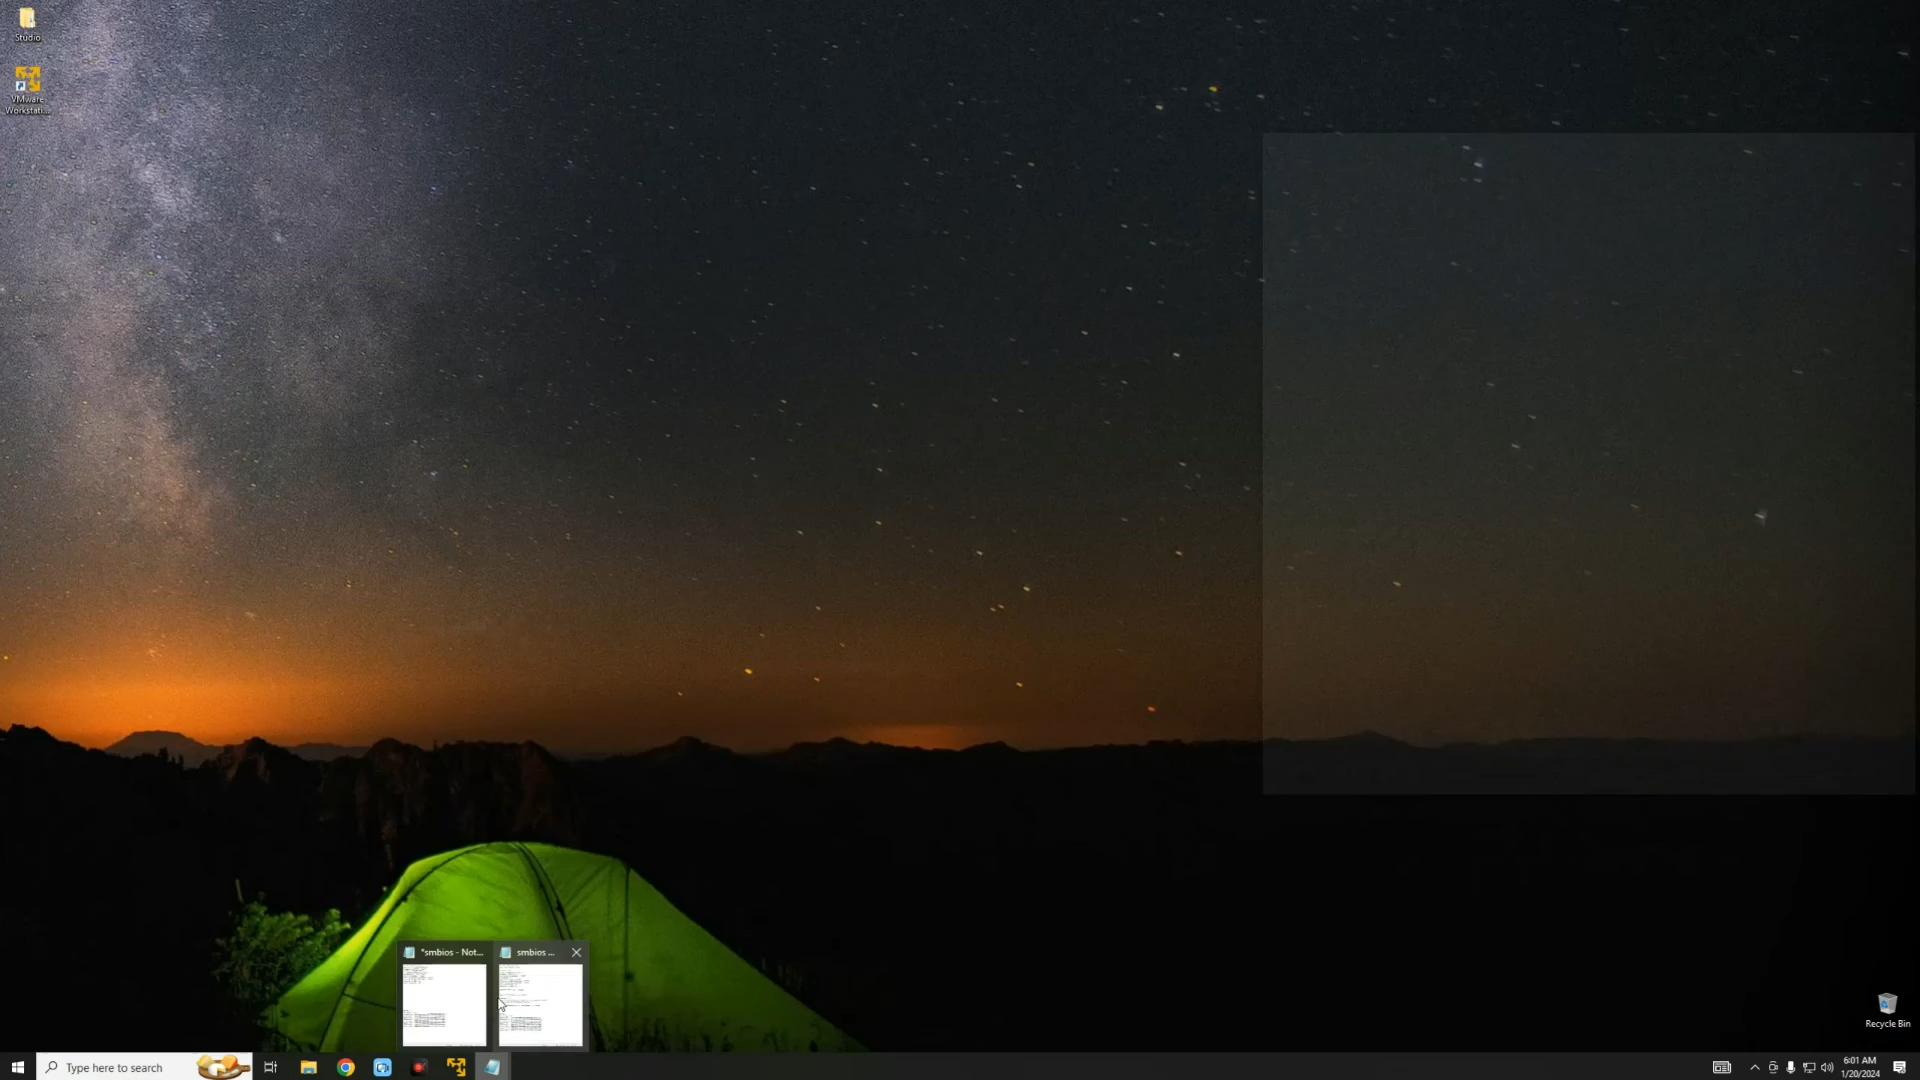 Studio
VMware
Workstati...
*smbios - Not...
smbios ...
Recycle Bin
Type here to search
6:01 AM
1/20/2024